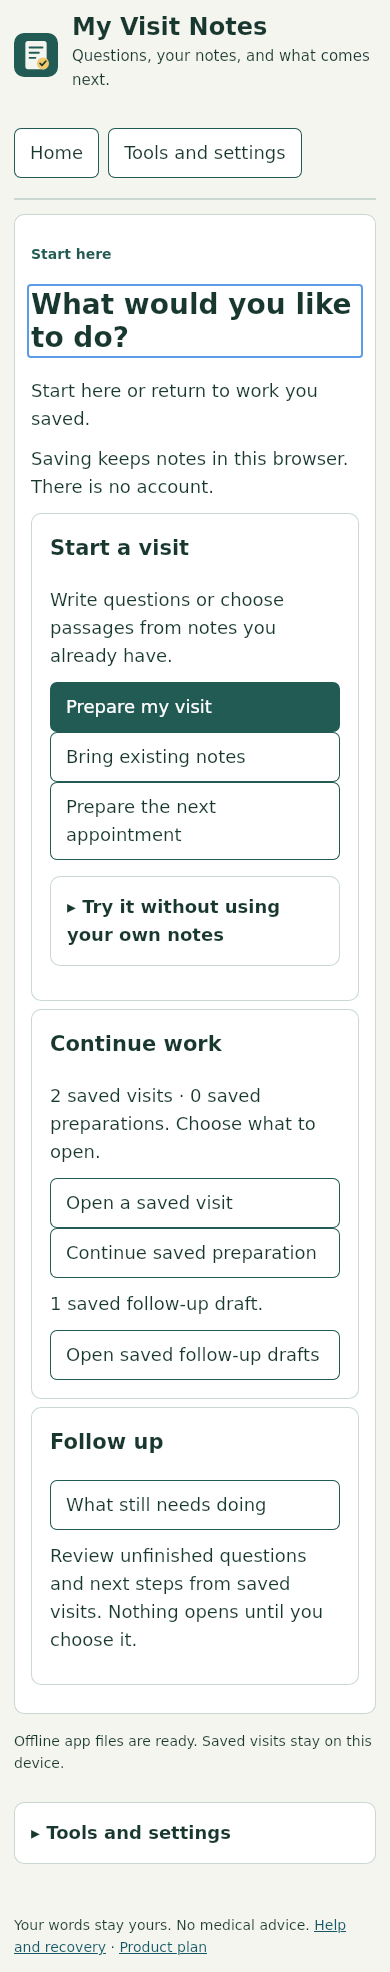 My Visit Notes
Questions, your notes, and what comes
next.
Home
Tools and settings
Start here
What would you like
to do?
Start here or return to work you
saved.
Saving keeps notes in this browser.
There is no account.
Start a visit
Write questions or choose
passages from notes you
already have.
Prepare my visit
Bring existing notes
Prepare the next
appointment
▸ Try it without using
your own notes
Continue work
2 saved visits · 0 saved
preparations. Choose what to
open.
Open a saved visit
Continue saved preparation
1 saved follow-up draft.
Open saved follow-up drafts
Follow up
What still needs doing
Review unfinished questions
and next steps from saved
visits. Nothing opens until you
choose it.
Offline app files are ready. Saved visits stay on this
device.
▸ Tools and settings
Your words stay yours. No medical advice. Help
and recovery · Product plan